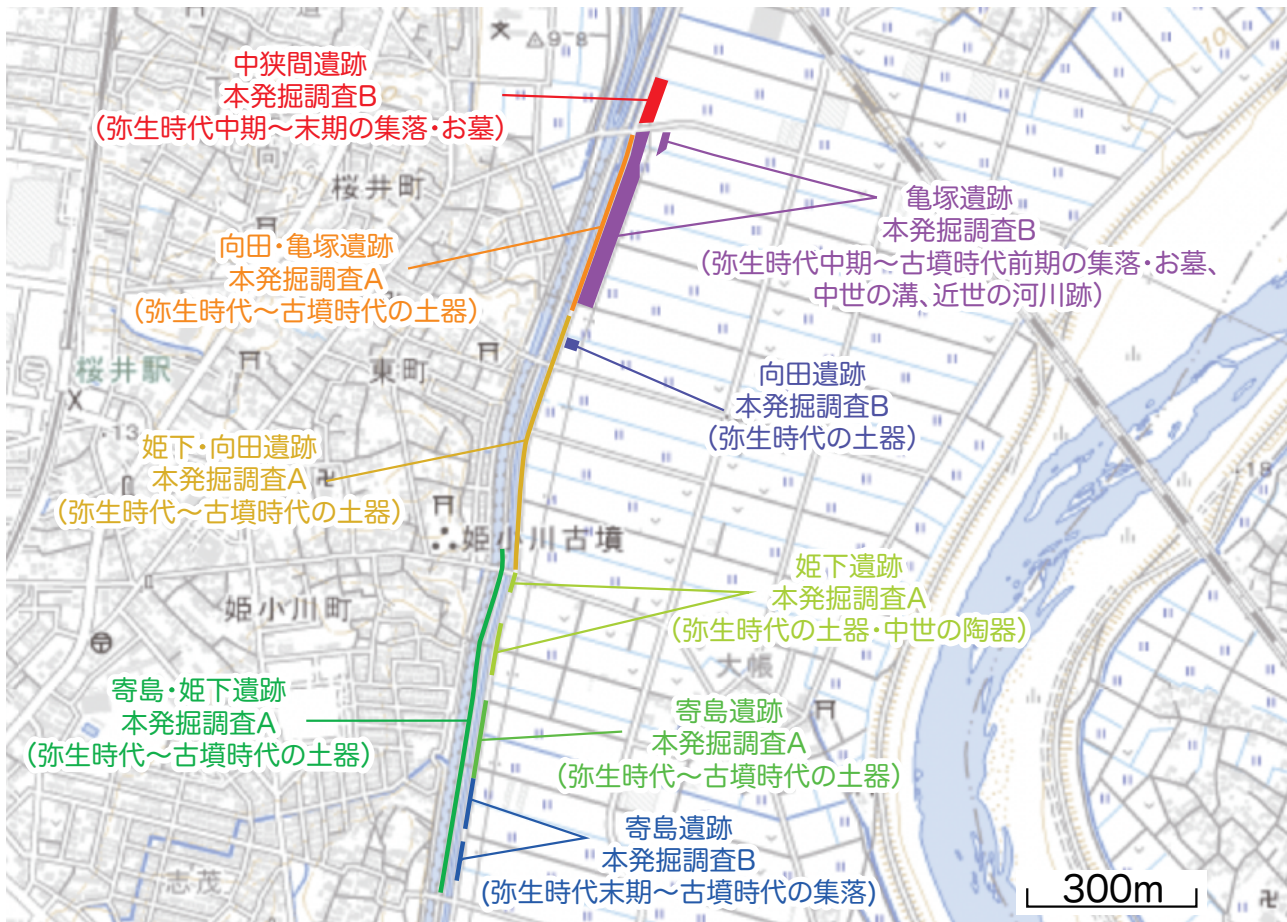 中狭間遺跡
本発掘調査B
(弥生時代中期～末期の集落・お墓)
9・8
10
桜井町
向田・亀塚遺跡
本発掘調査A
(弥生時代～古墳時代の土器)
亀塚遺跡
本発掘調査B
(弥生時代中期～古墳時代前期の集落・お墓、
中世の溝、近世の河川跡)
桜井駅
東町
向田遺跡
本発掘調査B
(弥生時代の土器)
・13
姫下・向田遺跡
本発掘調査A
(弥生時代～古墳時代の土器)
・18
姫小川古墳
姫下遺跡
本発掘調査A
(弥生時代の土器・中世の陶器)
姫小川町
大帳
寄島・姫下遺跡
本発掘調査A
(弥生時代～古墳時代の土器)
寄島遺跡
本発掘調査A
(弥生時代～古墳時代の土器)
寄島遺跡
本発掘調査B
(弥生時代末期～古墳時代の集落)
志茂
300m